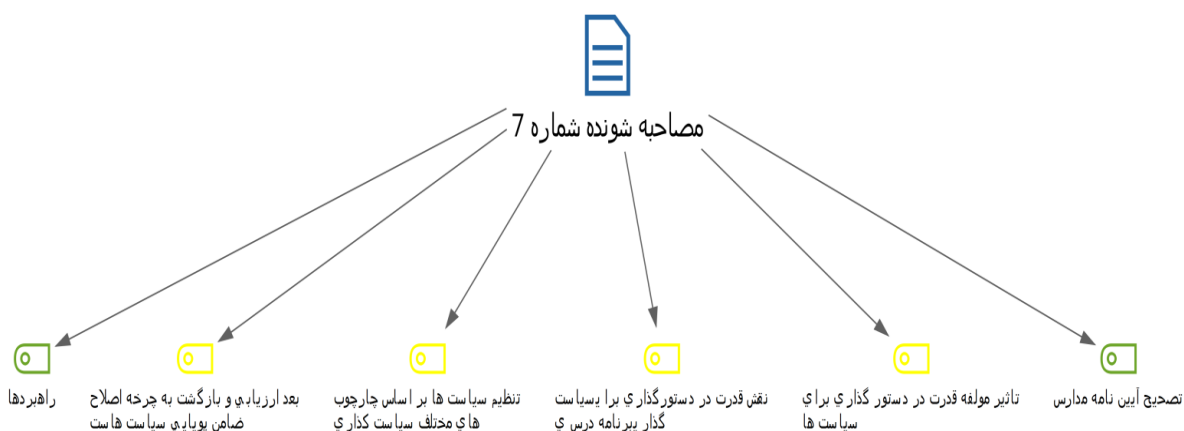 مصاحبه شونده شماره 7
تصحيح آيين نامه مدارس
تاثير مولفه قدرت در دستور گذاري براي
سياست ها
نقش قدرت در دستورگذاري برا يسياست
گذار يبرنامه درس ي
تنظيم سياست ها بر اساس چارچوب
هاي مختلف سياست گذاري
بعد ارزيابي و بازگشت به چرخه اصلاح
ضامن پويايي سياست هاست
راهبردها